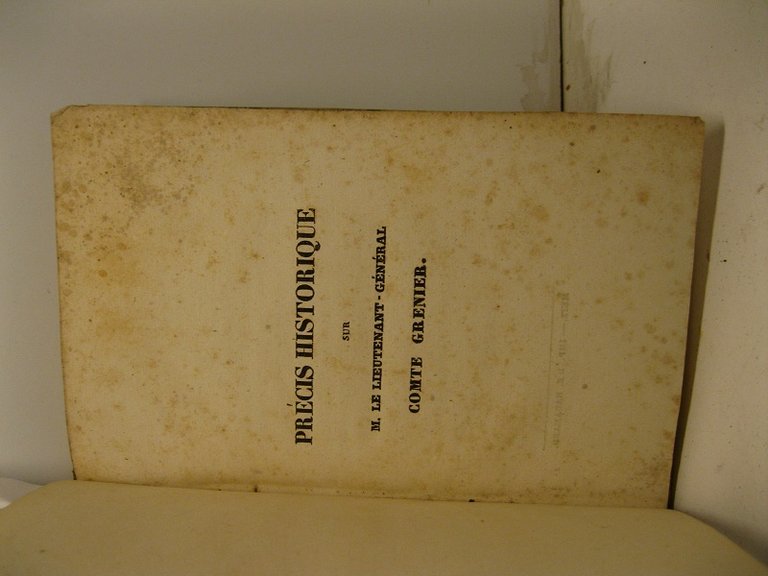 PRÉCIS HISTORIQUE
SUR
M. LE LIEUTENANT-GÉNÉRAL
COMTE GRENIER.